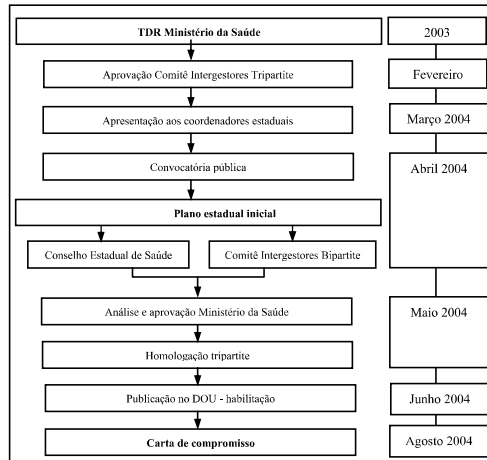 TDR Ministério da Saúde
2003
Aprovação Comitê Intergestores Tripartite
Fevereiro
Apresentação aos coordenadores estaduais
Março 2004
Convocatória pública
Abril 2004
Plano estadual inicial
Conselho Estadual de Saúde
Comitê Intergestores Bipartite
Análise e aprovação Ministério da Saúde
Maio 2004
Homologação tripartite
Publicação no DOU - habilitação
Junho 2004
Carta de compromisso
Agosto 2004